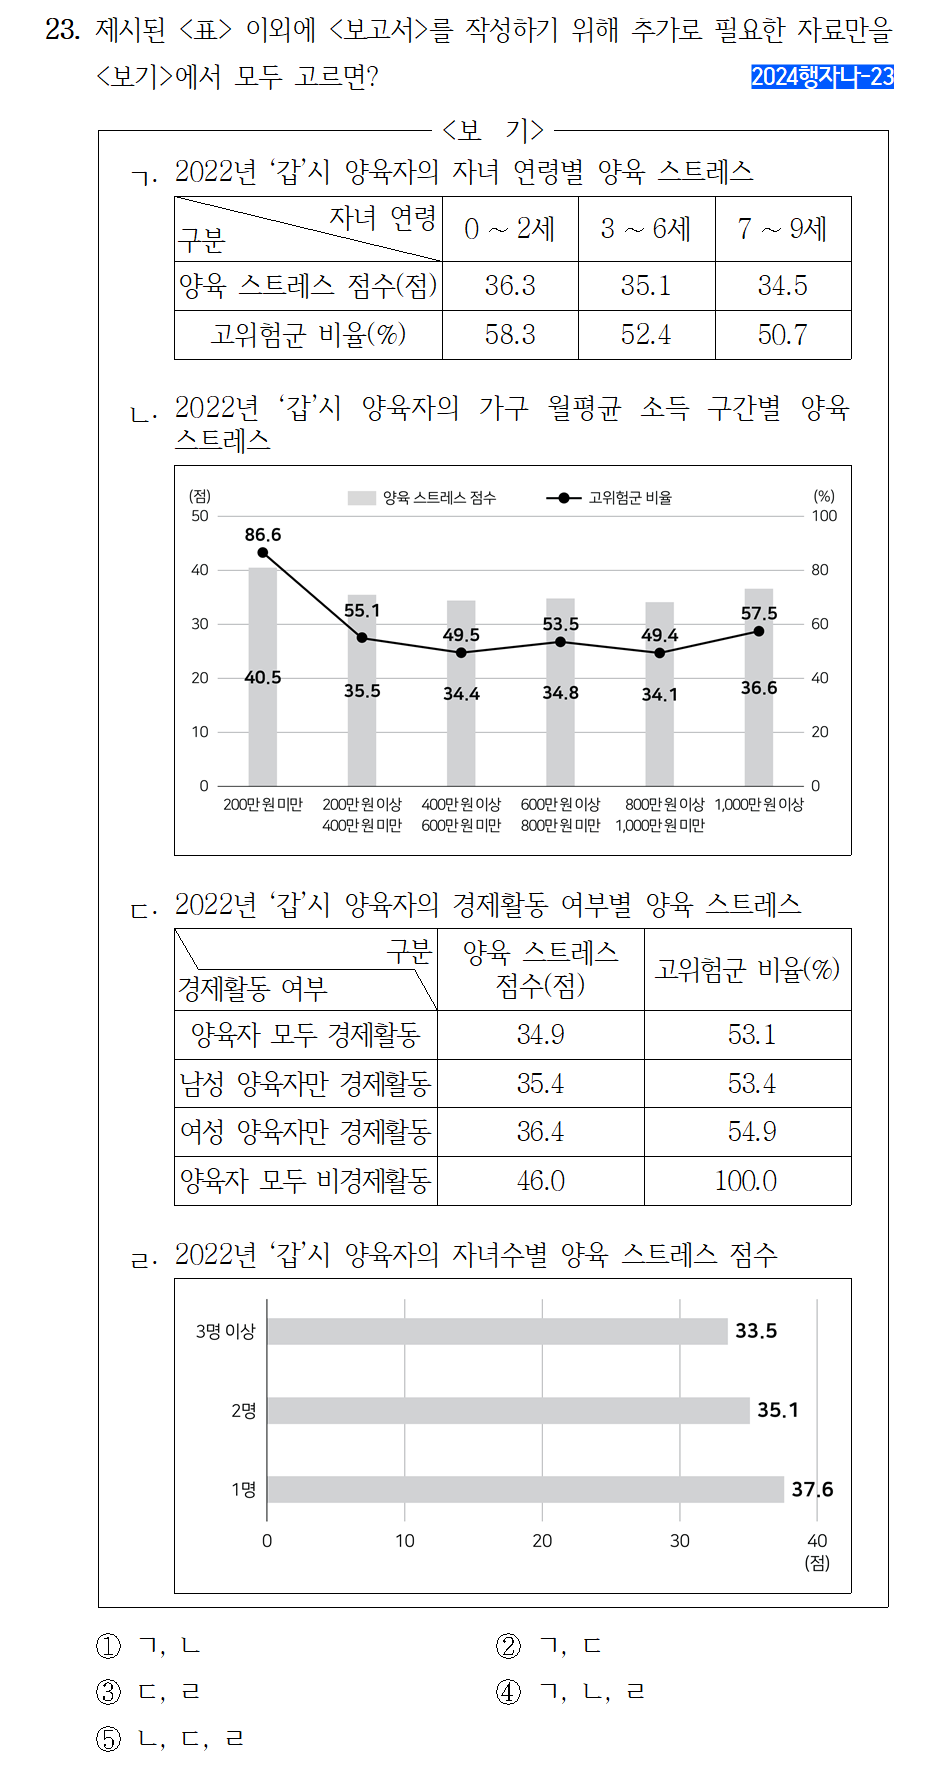 23. 제시된 <표> 이외에 <보고서>를 작성하기 위해 추가로 필요한 자료만을
<보기>에서 모두 고르면?
2024행자나-23
<보 기>
ㄱ. 2022년 ‘갑’시 양육자의 자녀 연령별 양육 스트레스
자녀 연령
구분
0 ~ 2세 3 ~ 6세 7 ~ 9세
양육 스트레스 점수(점) 36.3 35.1 34.5
고위험군 비율(%) 58.3 52.4 50.7
ㄴ. 2022년 ‘갑’시 양육자의 가구 월평균 소득 구간별 양육
스트레스
(점) 양육 스트레스 점수 고위험군 비율 (%)
50 100
86.6
40 80
55.1
57.5
30 49.5 53.5 49.4 60
20 40.5 35.5 34.4 34.8 34.1 36.6 40
10 20
0 0
200만 원 미만 200만 원 이상 400만 원 이상 600만 원 이상 800만 원 이상 1,000만 원 이상
400만 원 미만 600만 원 미만 800만 원 미만 1,000만 원 미만
ㄷ. 2022년 ‘갑’시 양육자의 경제활동 여부별 양육 스트레스
구분
경제활동 여부
양육 스트레스
점수(점)
고위험군 비율(%)
양육자 모두 경제활동 34.9 53.1
남성 양육자만 경제활동 35.4 53.4
여성 양육자만 경제활동 36.4 54.9
양육자 모두 비경제활동 46.0 100.0
ㄹ. 2022년 ‘갑’시 양육자의 자녀수별 양육 스트레스 점수
3명 이상 33.5
2명 35.1
1명 37.6
0 10 20 30 40
(점)
① ㄱ, ㄴ ② ㄱ, ㄷ
③ ㄷ, ㄹ ④ ㄱ, ㄴ, ㄹ
⑤ ㄴ, ㄷ, ㄹ